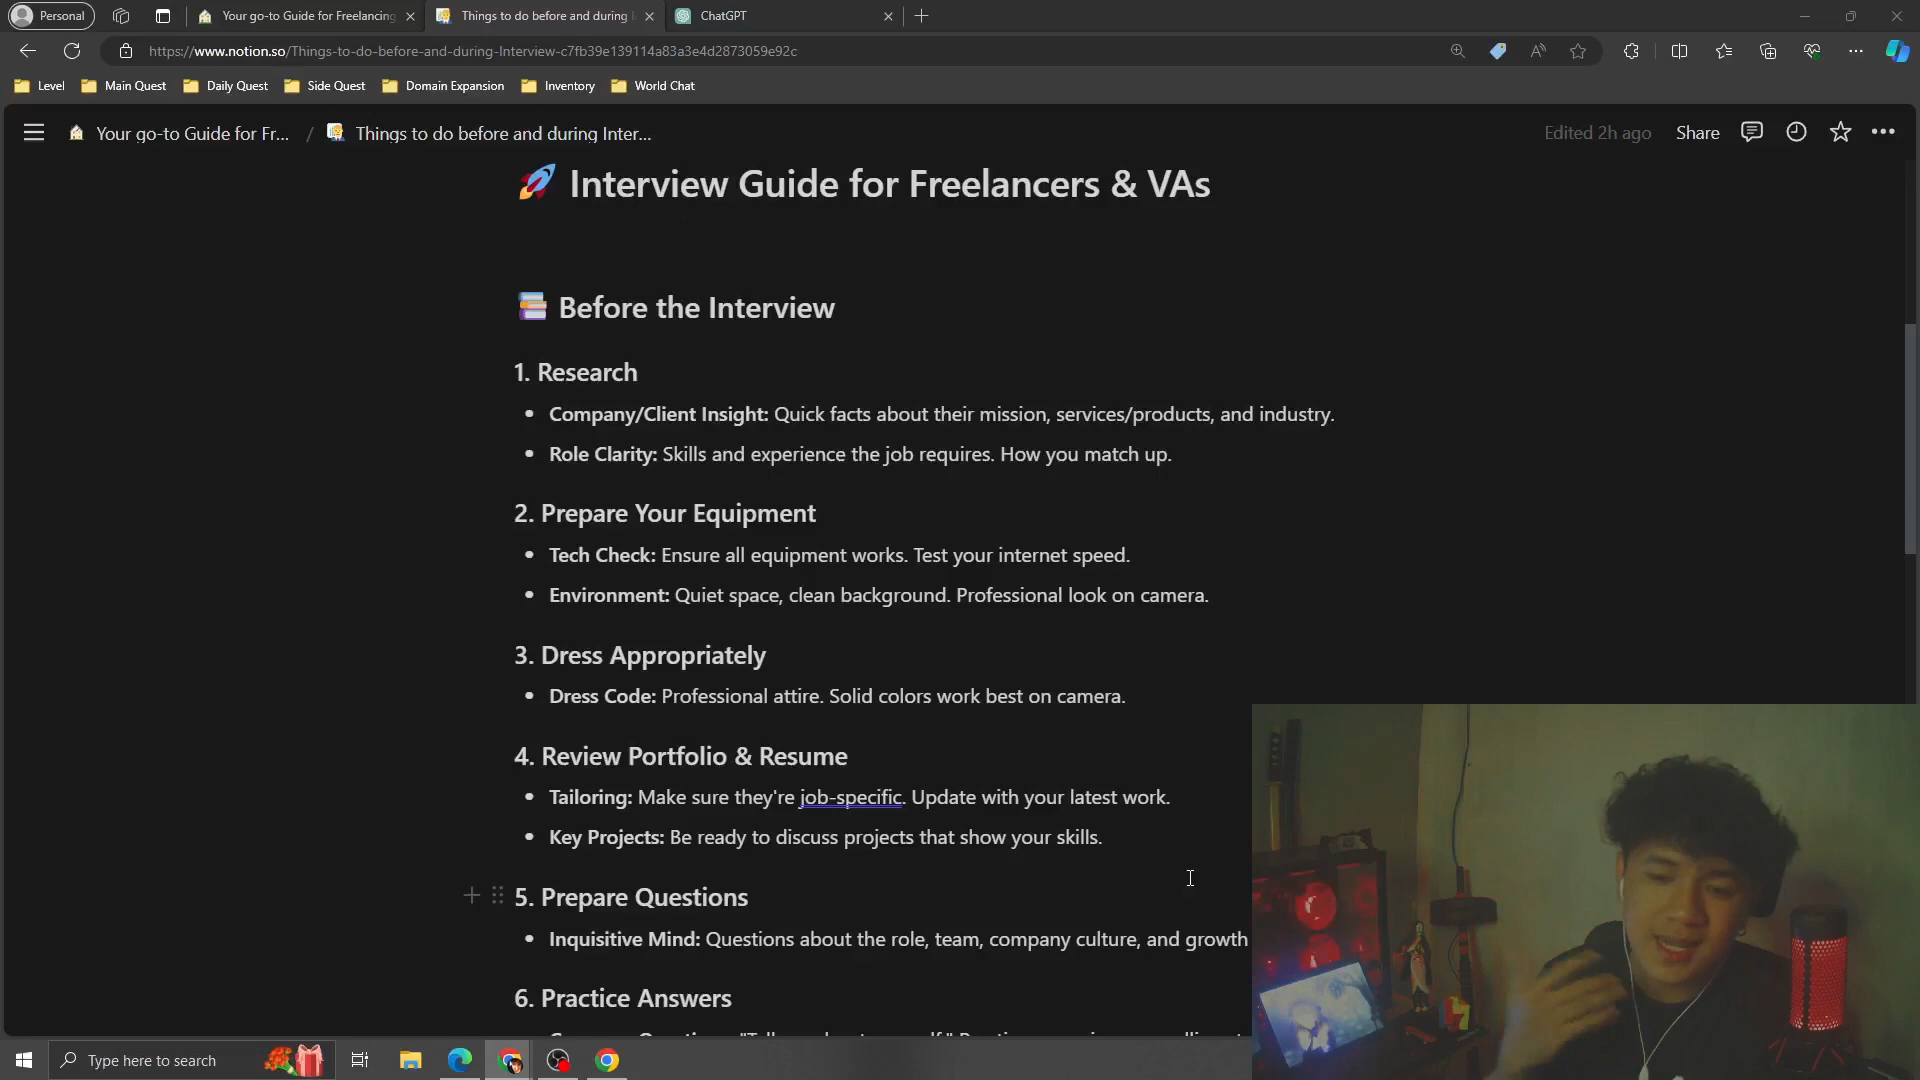 Personal
Your go-to Guide for Freelancing
Things to do before and during I
ChatGPT
https://www.notion.so/Things-to-do-before-and-during-Interview-c7fb39e139114a83a3e4d2873059e92c
Level
Main Quest
Daily Quest
Side Quest
Domain Expansion
Inventory
World Chat
Your go-to Guide for Fr... / Things to do before and during Inter...
Edited 2h ago
Share
Interview Guide for Freelancers & VAs
Before the Interview
1. Research
• Company/Client Insight: Quick facts about their mission, services/products, and industry.
• Role Clarity: Skills and experience the job requires. How you match up.
2. Prepare Your Equipment
• Tech Check: Ensure all equipment works. Test your internet speed.
• Environment: Quiet space, clean background. Professional look on camera.
3. Dress Appropriately
• Dress Code: Professional attire. Solid colors work best on camera.
4. Review Portfolio & Resume
• Tailoring: Make sure they're job-specific. Update with your latest work.
• Key Projects: Be ready to discuss projects that show your skills.
5. Prepare Questions
• Inquisitive Mind: Questions about the role, team, company culture, and growth
6. Practice Answers
Type here to search